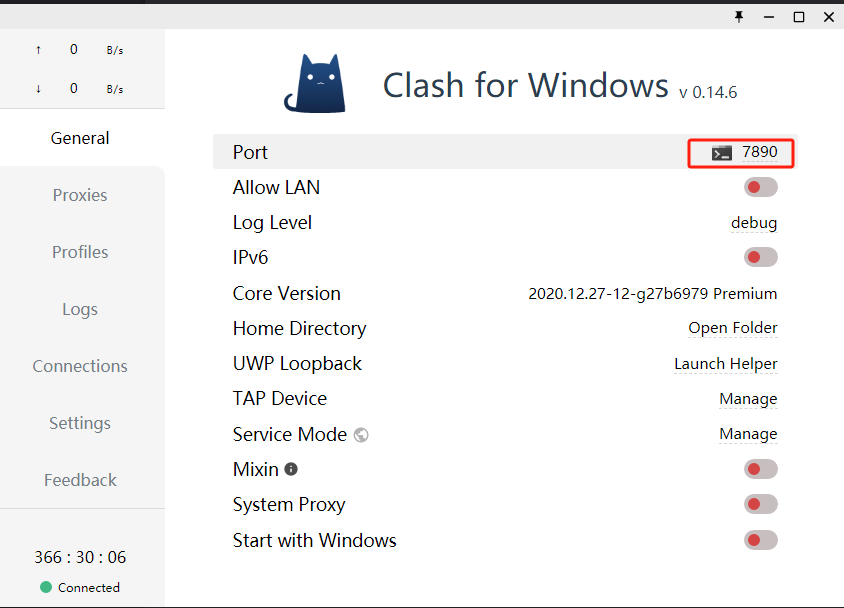 ↑ 0 B/s
↓ 0 B/s
General
Proxies
Profiles
Logs
Connections
Settings
Feedback
366 : 30 : 06
Connected
Clash for Windows v 0.14.6
Port 7890
Allow LAN
Log Level debug
IPv6
Core Version 2020.12.27-12-g27b6979 Premium
Home Directory Open Folder
UWP Loopback Launch Helper
TAP Device Manage
Service Mode Manage
Mixin
System Proxy
Start with Windows